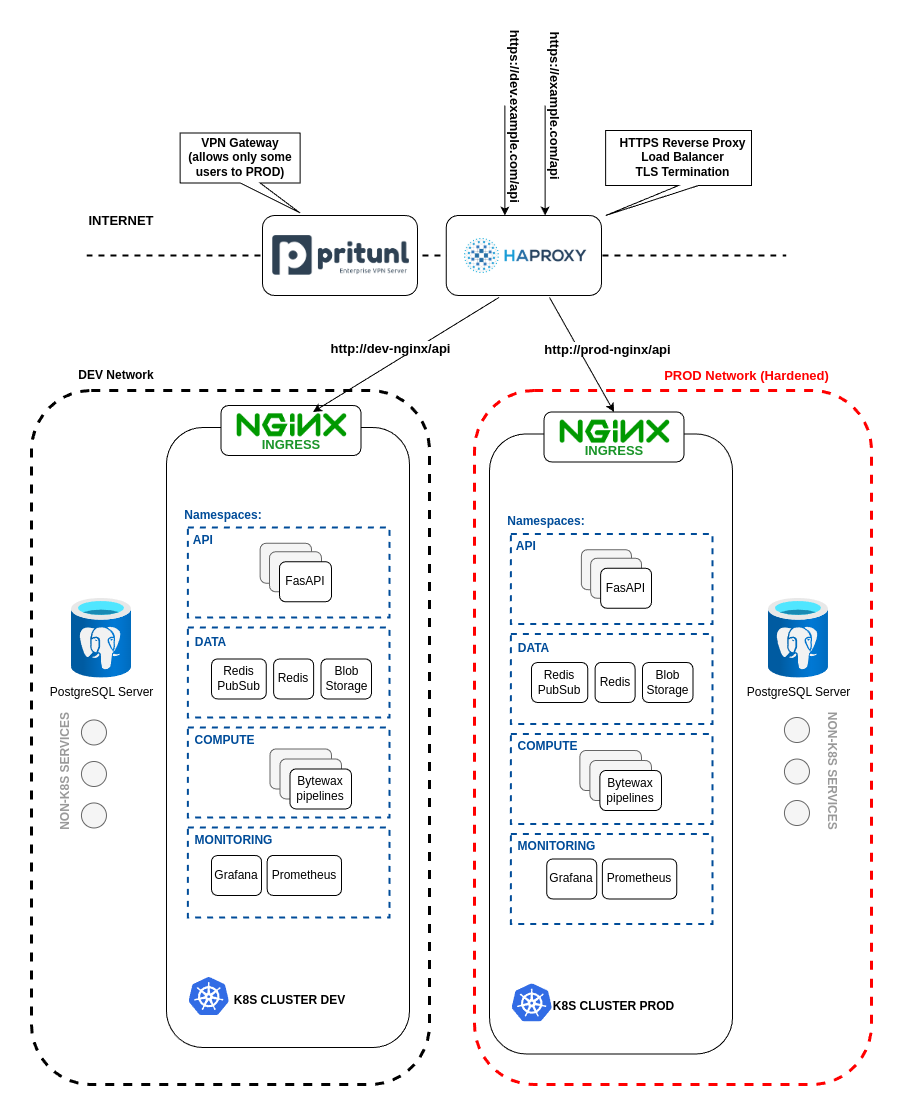 https://dev.example.com/api
https://example.com/api
VPN Gateway
(allows only some
users to PROD)
HTTPS Reverse Proxy
Load Balancer
TLS Termination
INTERNET
pritunl
Enterprise VPN Server
HAPROXY
http://dev-nginx/api
http://prod-nginx/api
DEV Network
PROD Network (Hardened)
NGINX
INGRESS
Namespaces:
API
FasAPI
DATA
Redis
PubSub
Redis
Blob
Storage
COMPUTE
Bytewax
pipelines
MONITORING
Grafana
Prometheus
K8S CLUSTER DEV
PostgreSQL Server
NON-K8S SERVICES
NGINX
INGRESS
Namespaces:
API
FasAPI
DATA
Redis
PubSub
Redis
Blob
Storage
COMPUTE
Bytewax
pipelines
MONITORING
Grafana
Prometheus
K8S CLUSTER PROD
PostgreSQL Server
NON-K8S SERVICES